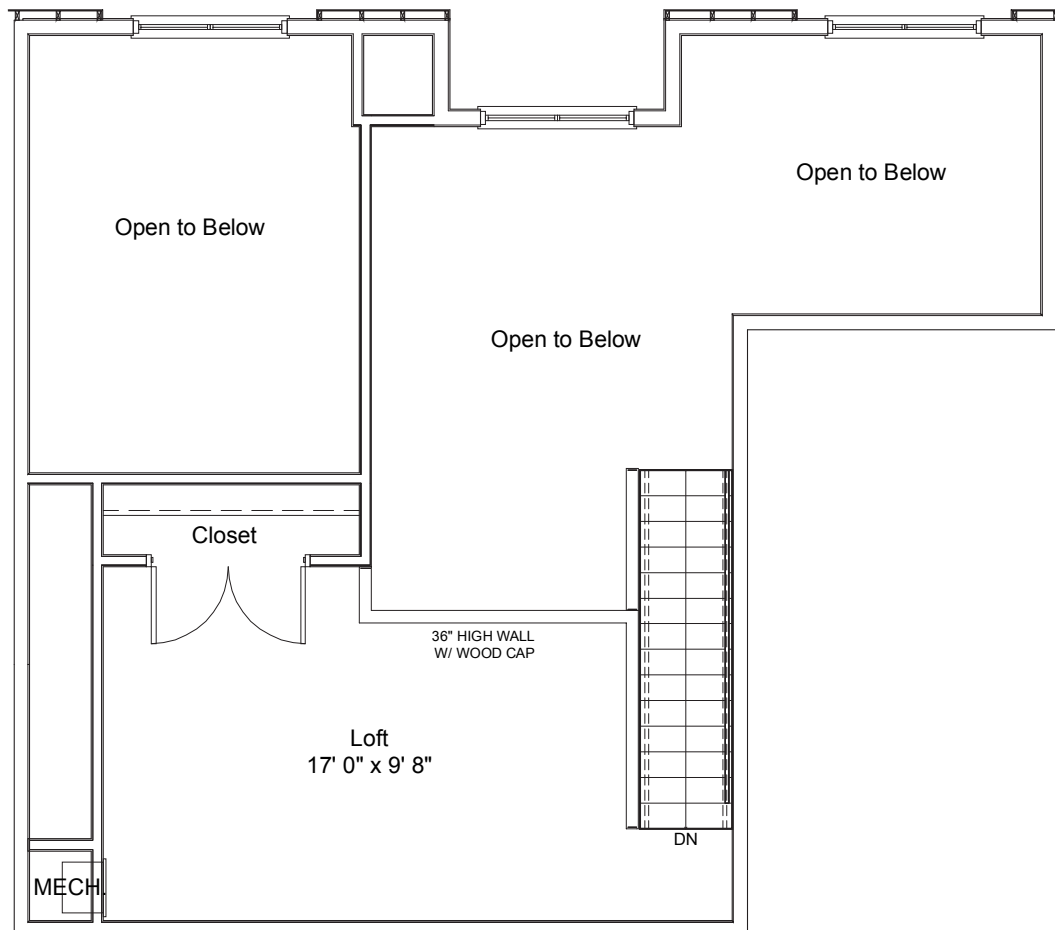 Open to Below
Open to Below
Open to Below
Closet
36" HIGH WALL
W/ WOOD CAP
Loft
17' 0" x 9' 8"
DN
MECH.